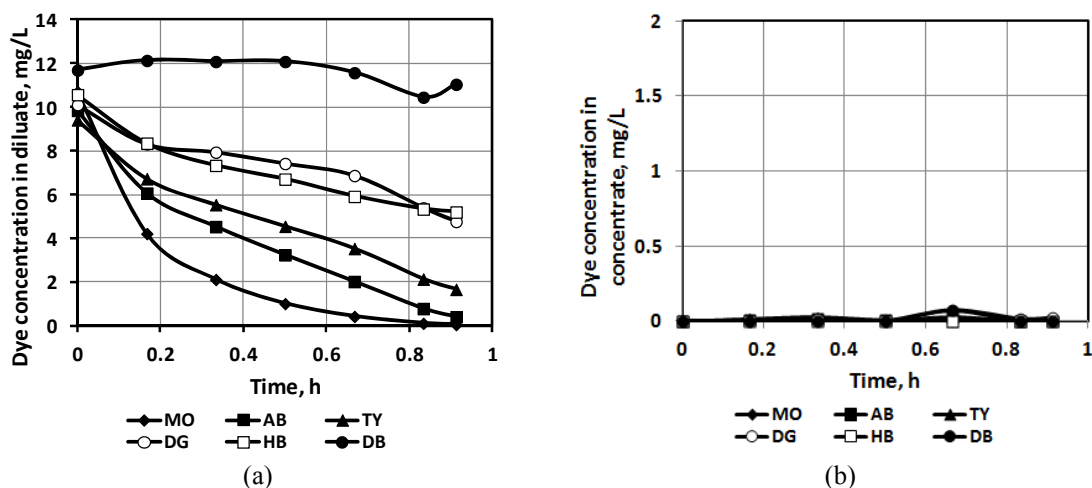 Dye concentration in diluate, mg/L
14
12
10
8
6
4
2
0
0 0.2 0.4 0.6 0.8 1
Time, h
MO AB TY
DG HB DB
(a)
Dye concentration in
concentrate, mg/L
2
1.5
1
0.5
0
0 0.2 0.4 0.6 0.8 1
Time, h
MO AB TY
DG HB DB
(b)